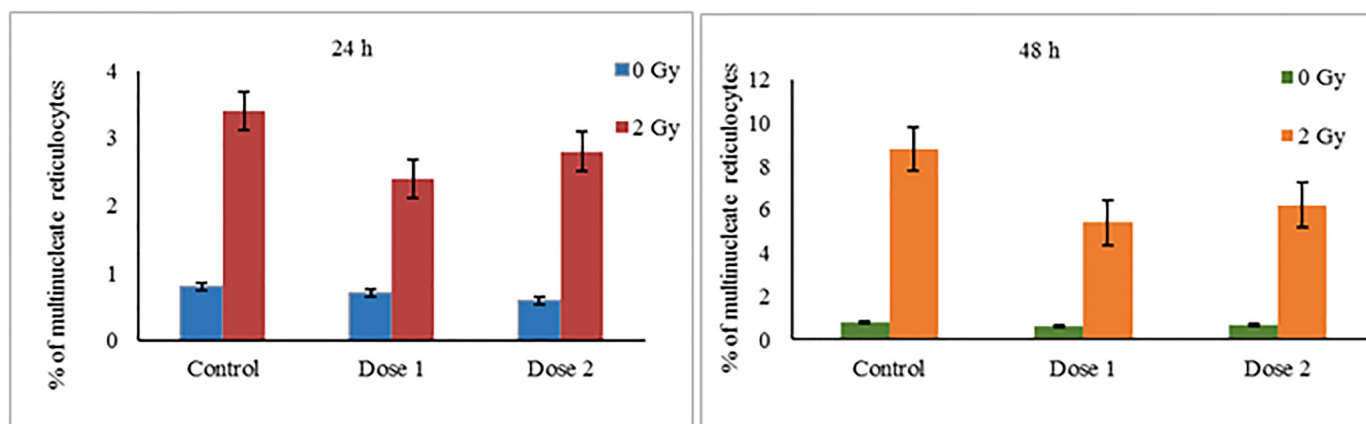 24 h
% of multinucleate reticulocytes
4
3
2
1
0
0 Gy
2 Gy
Control
Dose 1
Dose 2
48 h
% of multinucleate reticulocytes
12
10
8
6
4
2
0
0 Gy
2 Gy
Control
Dose 1
Dose 2